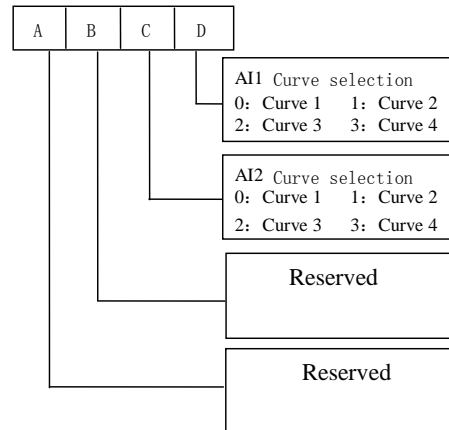 A B C D
AI1 Curve selection
0: Curve 1 1: Curve 2
2: Curve 3 3: Curve 4
AI2 Curve selection
0: Curve 1 1: Curve 2
2: Curve 3 3: Curve 4
Reserved
Reserved